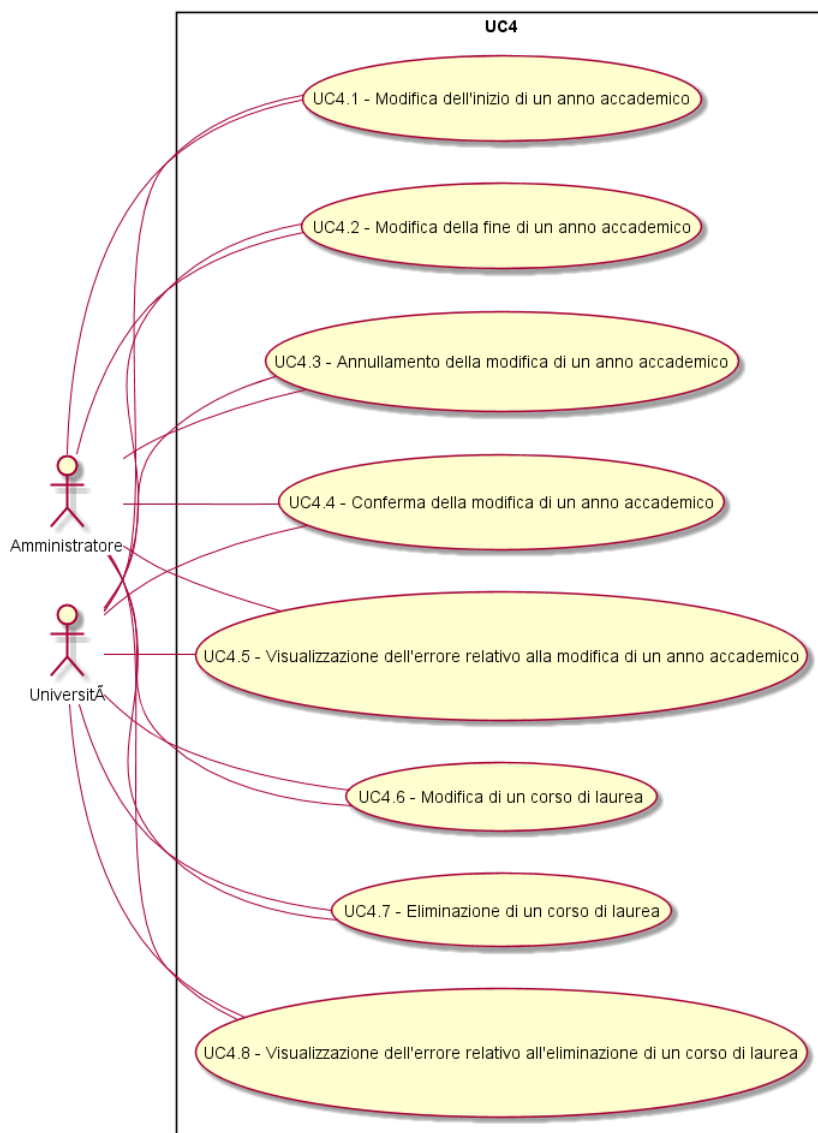 UC4
UC4.1 - Modifica dell'inizio di un anno accademico
UC4.2 - Modifica della fine di un anno accademico
UC4.3 - Annullamento della modifica di un anno accademico
UC4.4 - Conferma della modifica di un anno accademico
Amministratore
UC4.5 - Visualizzazione dell'errore relativo alla modifica di un anno accademico
UniversitÃ
UC4.6 - Modifica di un corso di laurea
UC4.7 - Eliminazione di un corso di laurea
UC4.8 - Visualizzazione dell'errore relativo all'eliminazione di un corso di laurea